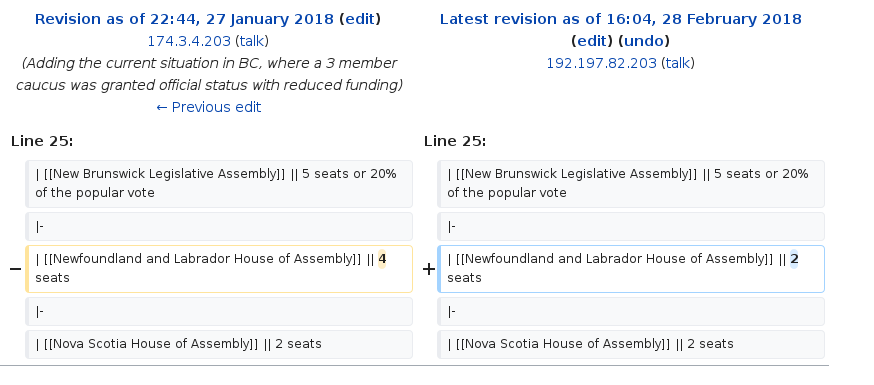 Revision as of 22:44, 27 January 2018 (edit)
174.3.4.203 (talk)
(Adding the current situation in BC, where a 3 member
caucus was granted official status with reduced funding)
← Previous edit
Latest revision as of 16:04, 28 February 2018
(edit) (undo)
192.197.82.203 (talk)
Line 25:
Line 25:
| [[New Brunswick Legislative Assembly]] || 5 seats or 20%
of the popular vote
| [[New Brunswick Legislative Assembly]] || 5 seats or 20%
of the popular vote
|-
|-
− | [[Newfoundland and Labrador House of Assembly]] || 4
seats
+ | [[Newfoundland and Labrador House of Assembly]] || 2
seats
|-
|-
| [[Nova Scotia House of Assembly]] || 2 seats
| [[Nova Scotia House of Assembly]] || 2 seats